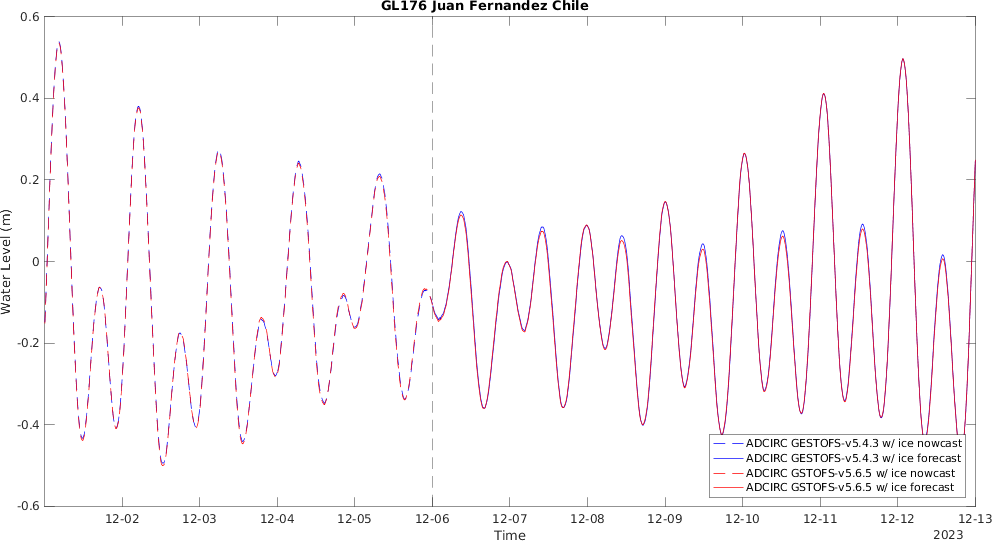 GL176 Juan Fernandez Chile
0.6
0.4
0.2
0
-0.2
-0.4
-0.6
Water Level (m)
ADCIRC GESTOFS-v5.4.3 w/ ice nowcast
ADCIRC GESTOFS-v5.4.3 w/ ice forecast
ADCIRC GSTOFS-v5.6.5 w/ ice nowcast
ADCIRC GSTOFS-v5.6.5 w/ ice forecast
12-02 12-03 12-04 12-05 12-06 12-07 12-08 12-09 12-10 12-11 12-12 12-13
Time
2023